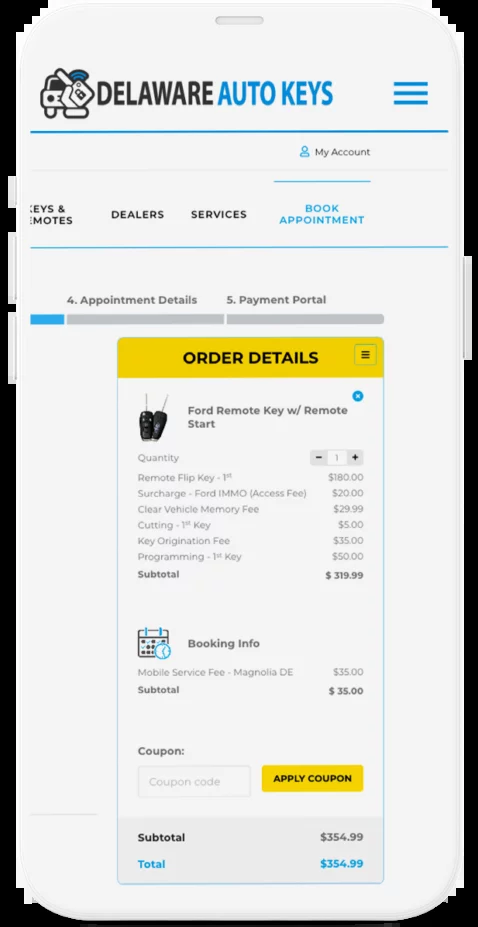 DELAWARE AUTO KEYS
My Account
KEYS &
EMOTES
DEALERS
SERVICES
BOOK
APPOINTMENT
4. Appointment Details
5. Payment Portal
ORDER DETAILS
Ford Remote Key w/ Remote
Start
Quantity - 1 +
Remote Flip Key - 1st $180.00
Surcharge - Ford IMMO (Access Fee) $20.00
Clear Vehicle Memory Fee $29.99
Cutting - 1st Key $5.00
Key Origination Fee $35.00
Programming - 1st Key $50.00
Subtotal $ 319.99
Booking Info
Mobile Service Fee - Magnolia DE $35.00
Subtotal $ 35.00
Coupon:
Coupon code
APPLY COUPON
Subtotal $354.99
Total $354.99